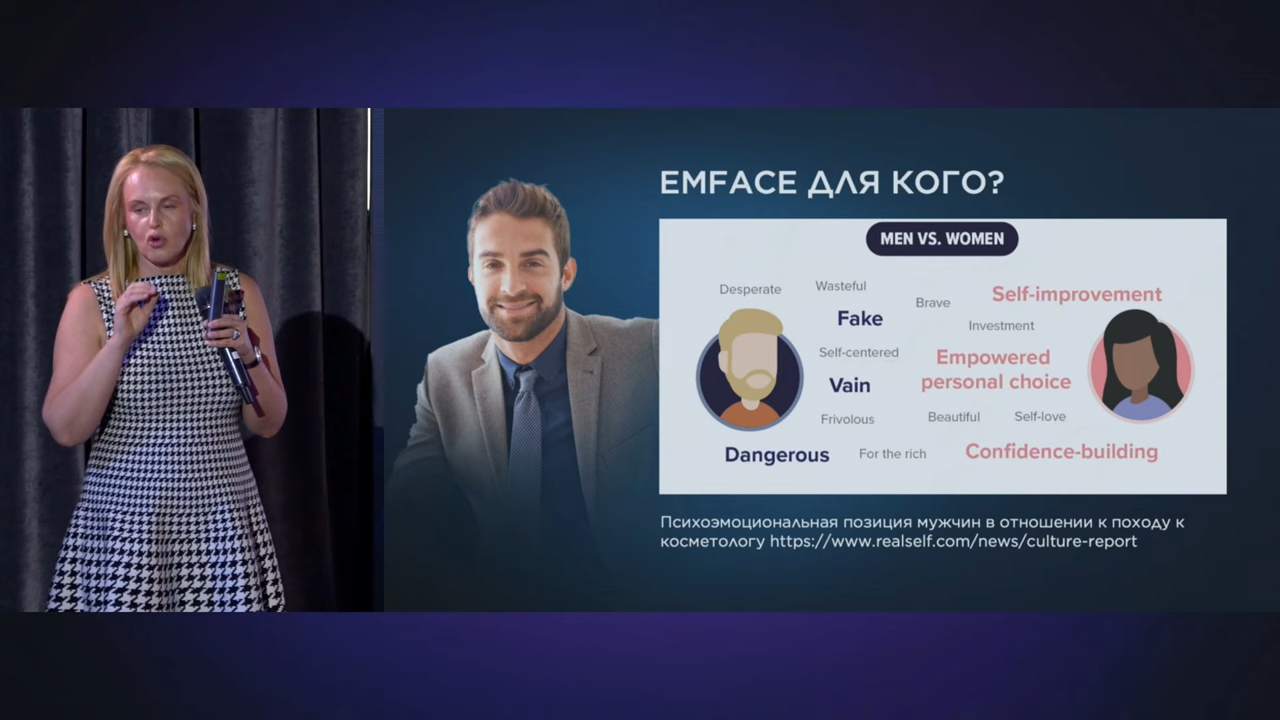 EMFACE ДЛЯ КОГО?
MEN VS. WOMEN
Desperate
Wasteful
Brave
Self-improvement
Fake
Investment
Self-centered
Empowered
personal choice
Vain
Frivolous
Beautiful
Self-love
Dangerous
For the rich
Confidence-building
Психоэмоциональная позиция мужчин в отношении к походу к
косметологу https://www.realself.com/news/culture-report